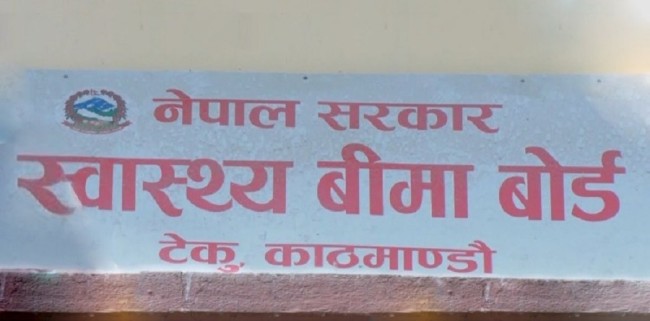 नेपाल सरकार
स्वास्थ्य बीमा बोर्ड
टेकु, काठमाण्डौ